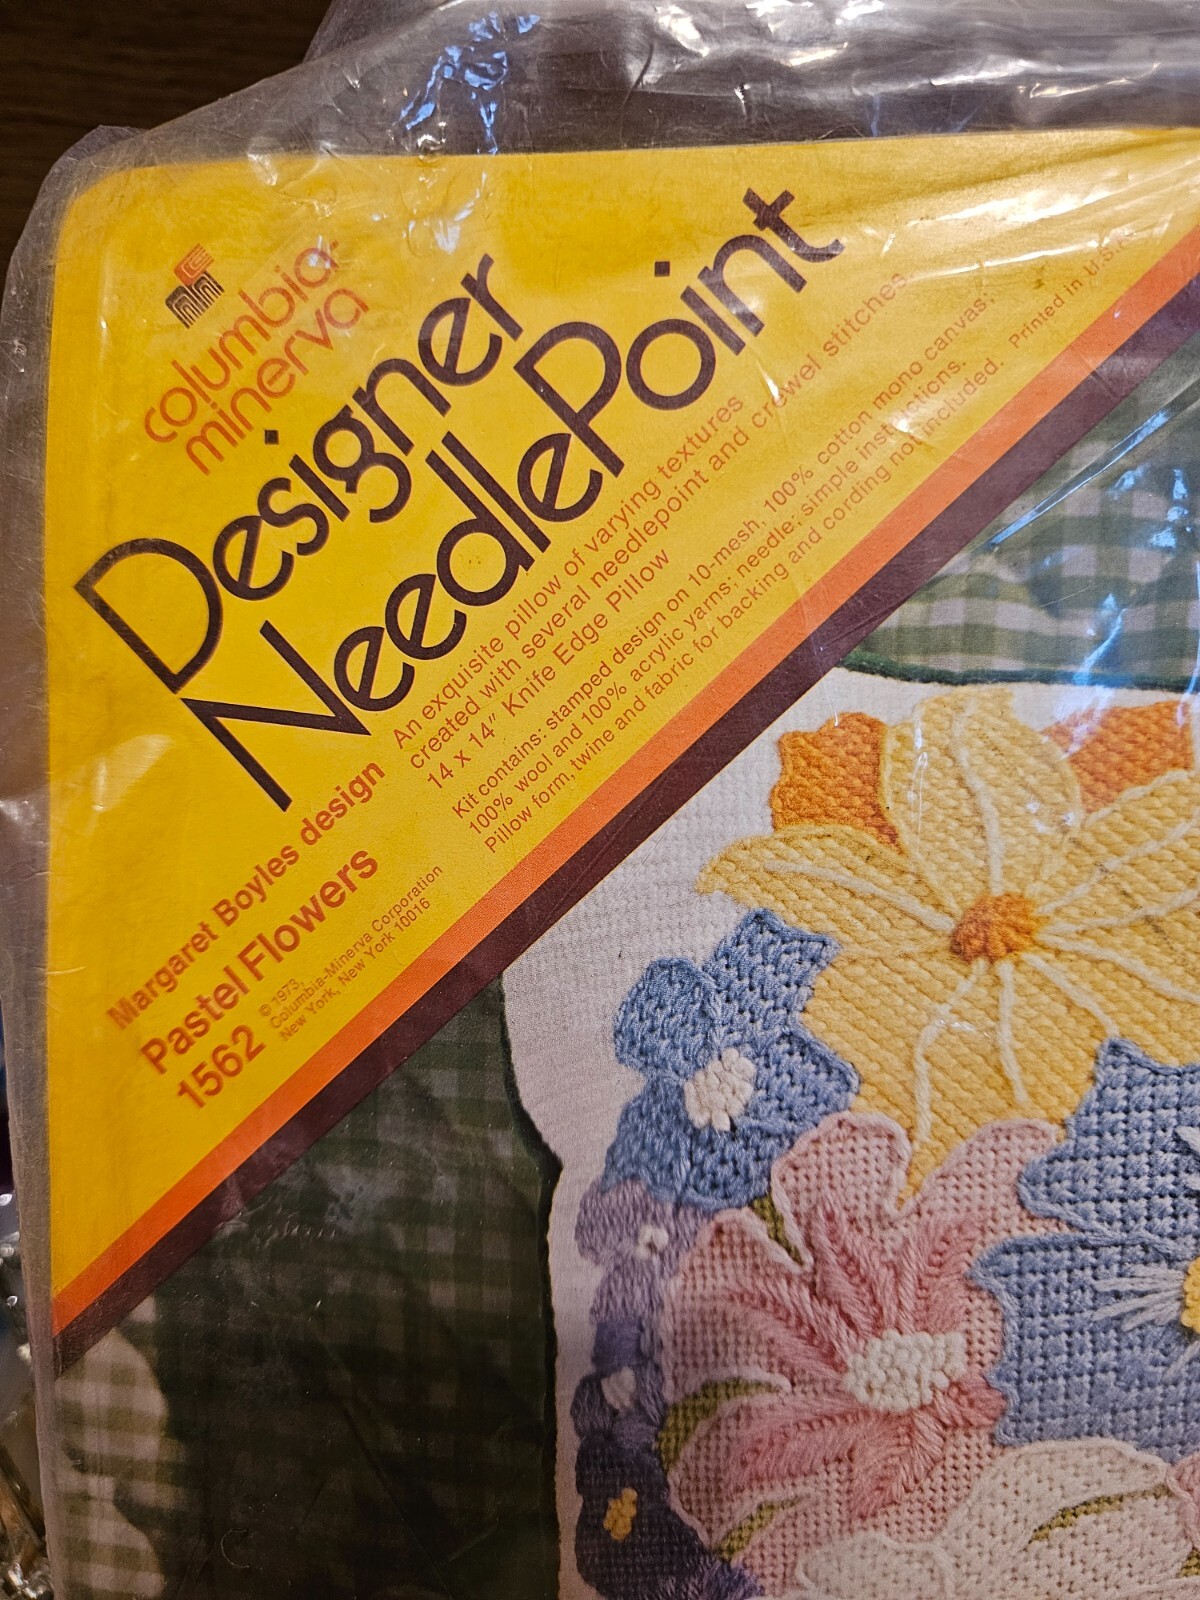 columbia-
minerva
Designer
NeedlePoint
An exquisite pillow of varying textures
created with several needlepoint and crewel stitches.
14 x 14" Knife Edge Pillow
Kit contains: stamped design on 10-mesh, 100% cotton mono canvas;
100% wool and 100% acrylic yarns; needle; simple instructions.
Pillow form, twine and fabric for backing and cording not included.
Printed in U.S.A.
Margaret Boyles design
Pastel Flowers
1562
© 1973,
Columbia-Minerva Corporation
New York, New York 10016